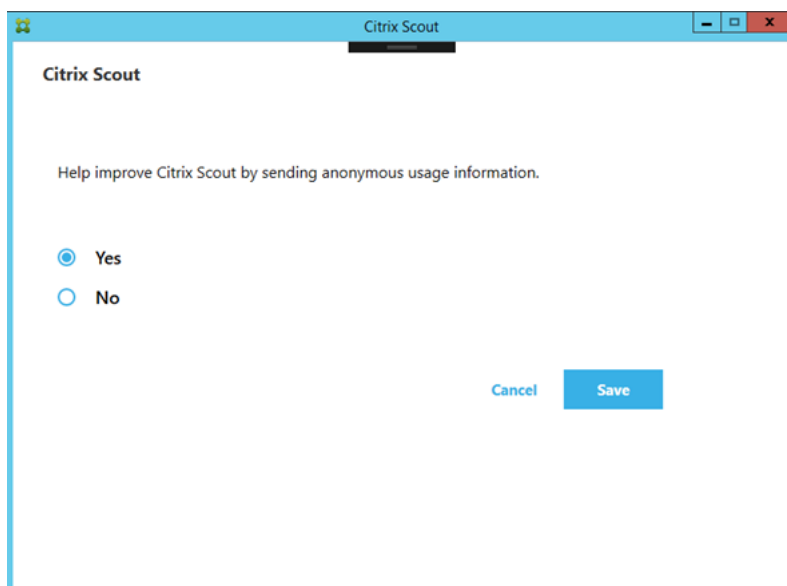 Citrix Scout
Citrix Scout
Help improve Citrix Scout by sending anonymous usage information.
Yes
No
Cancel
Save